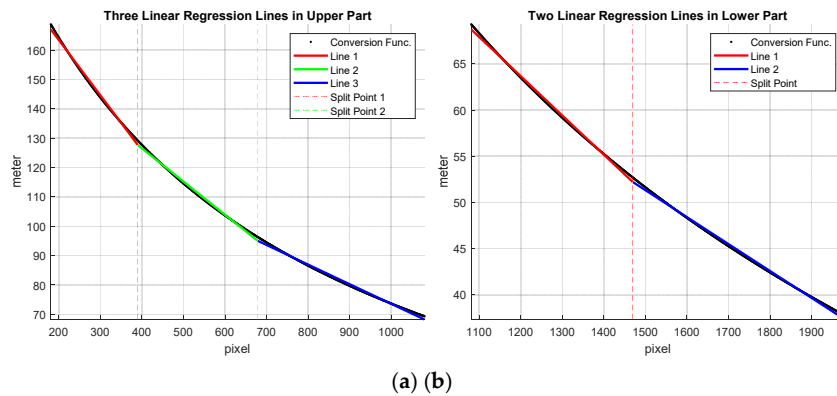 Three Linear Regression Lines in Upper Part
Conversion Func.
Line 1
Line 2
Line 3
Split Point 1
Split Point 2
160
150
140
130
120
110
100
90
80
70
200 300 400 500 600 700 800 900 1000
meter
pixel
Two Linear Regression Lines in Lower Part
Conversion Func.
Line 1
Line 2
Split Point
65
60
55
50
45
40
1100 1200 1300 1400 1500 1600 1700 1800 1900
meter
pixel
(a) (b)